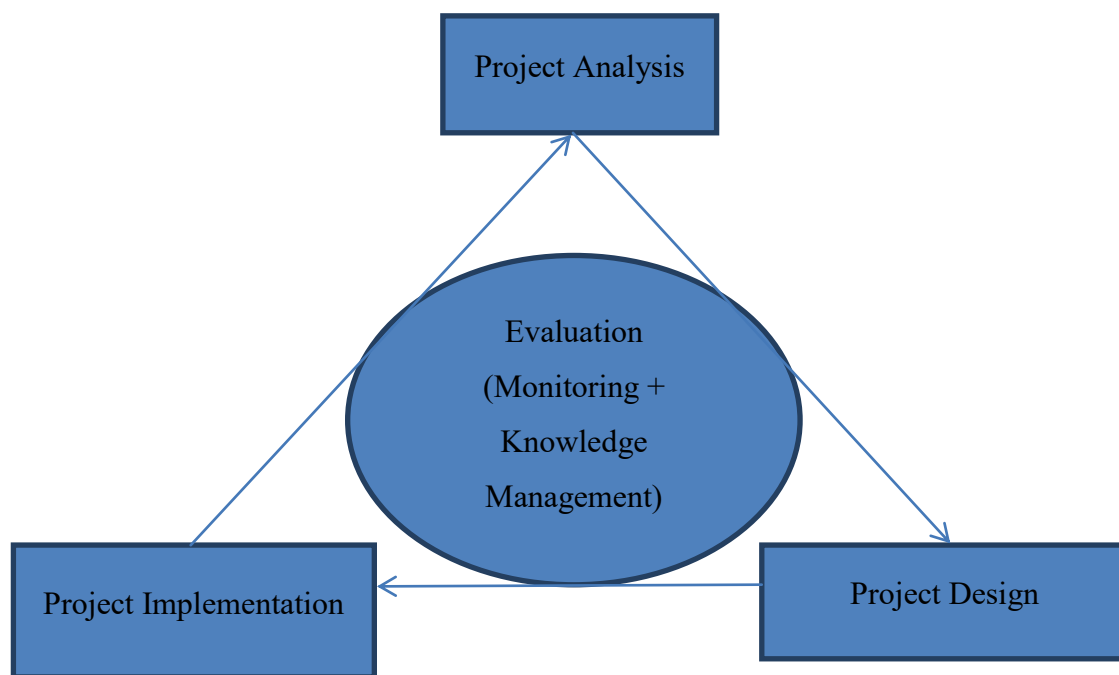 Project Analysis
Evaluation
(Monitoring +
Knowledge
Management)
Project Implementation
Project Design